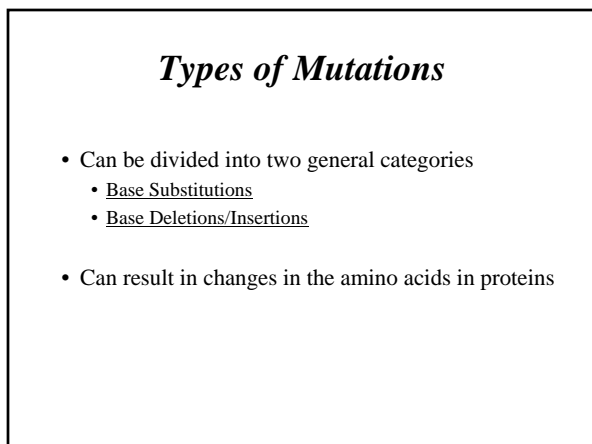 Types of Mutations
• Can be divided into two general categories
• Base Substitutions
• Base Deletions/Insertions
• Can result in changes in the amino acids in proteins